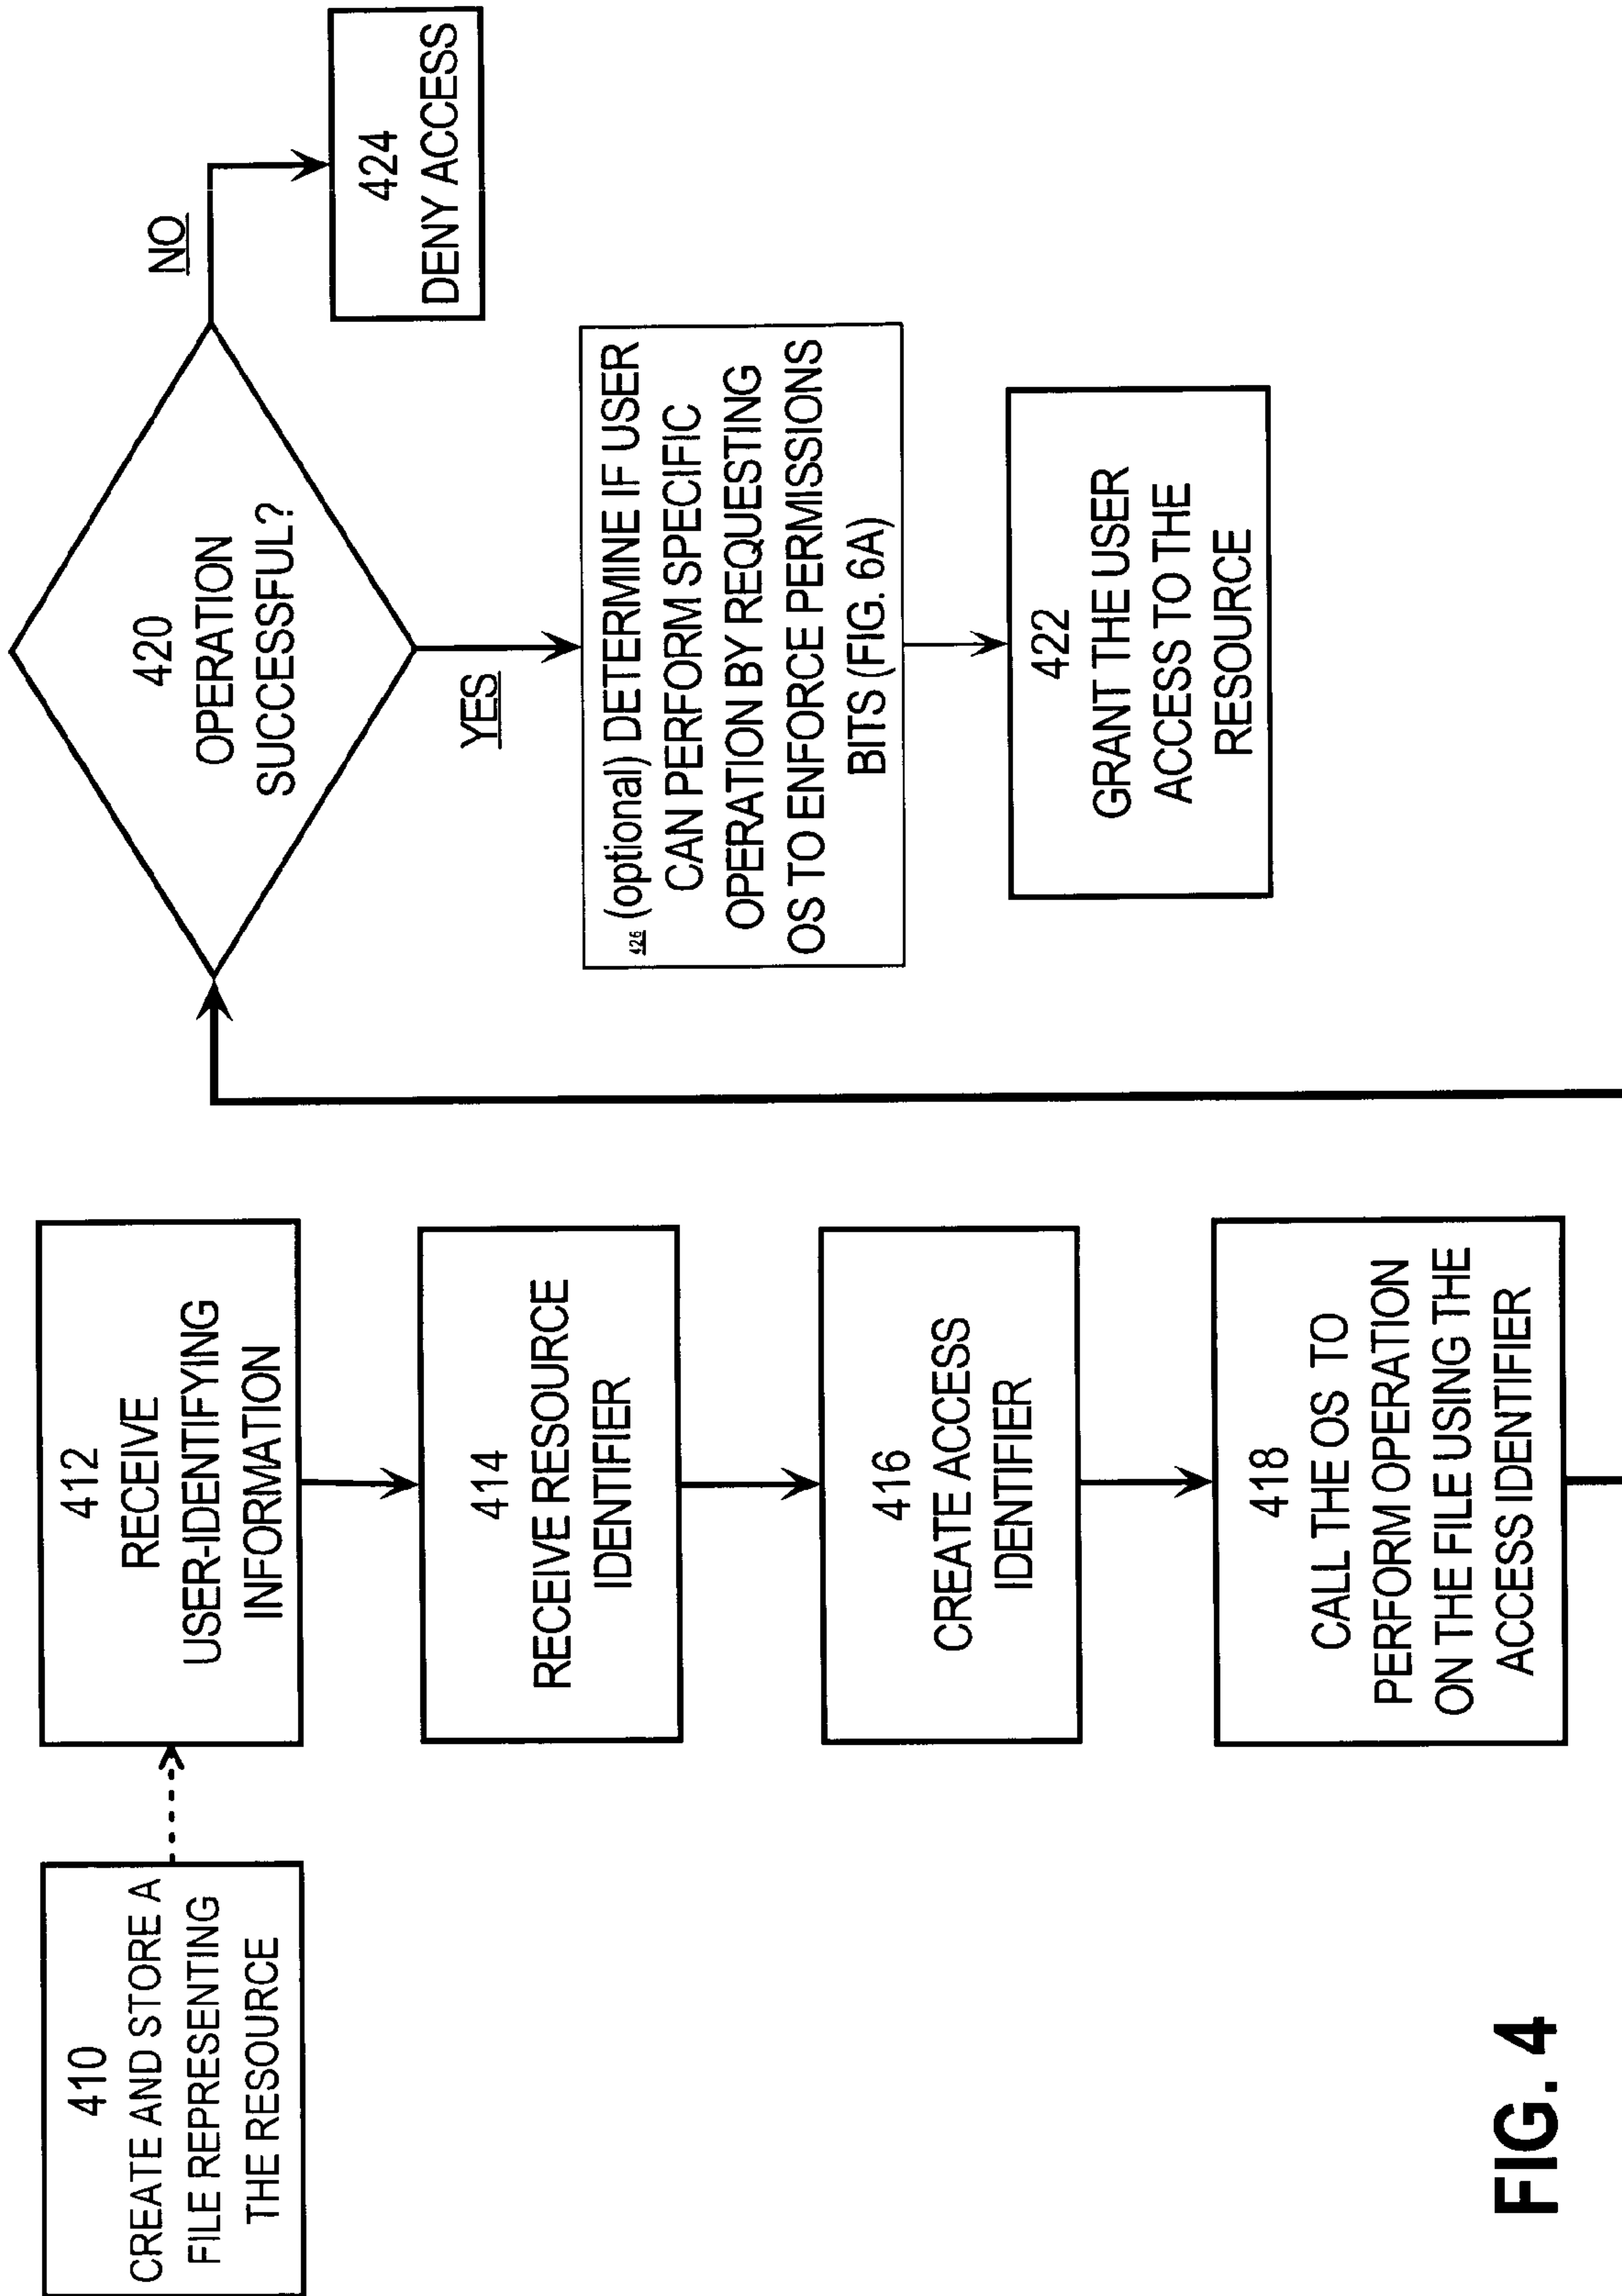 410
CREATE AND STORE A
FILE REPRESENTING
THE RESOURCE
412
RECEIVE
USER-IDENTIFYING
INFORMATION
414
RECEIVE RESOURCE
IDENTIFIER
416
CREATE ACCESS
IDENTIFIER
418
CALL THE OS TO
PERFORM OPERATION
ON THE FILE USING THE
ACCESS IDENTIFIER
420
OPERATION
SUCCESSFUL?
NO
424
DENY ACCESS
YES
426 (optional) DETERMINE IF USER
CAN PERFORM SPECIFIC
OPERATION BY REQUESTING
OS TO ENFORCE PERMISSIONS
BITS (FIG. 6A)
422
GRANT THE USER
ACCESS TO THE
RESOURCE
FIG. 4